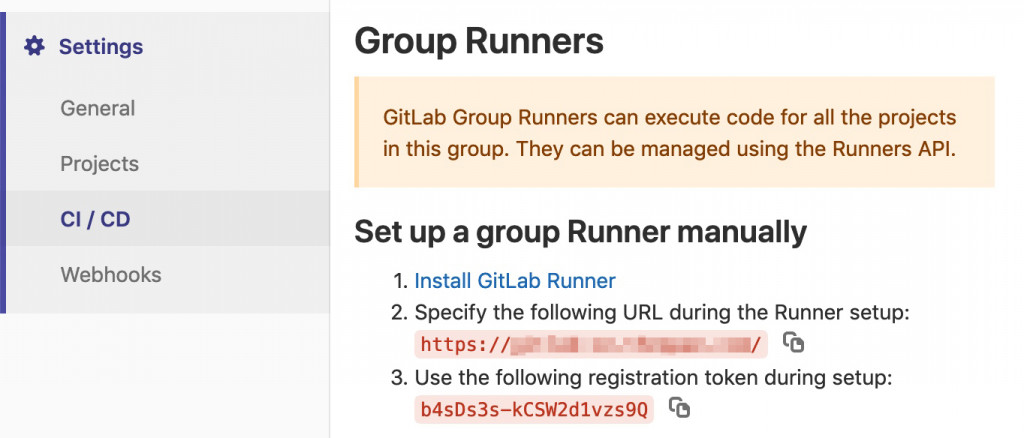 Settings
General
Projects
CI / CD
Webhooks
Group Runners
GitLab Group Runners can execute code for all the projects
in this group. They can be managed using the Runners API.
Set up a group Runner manually
1. Install GitLab Runner
2. Specify the following URL during the Runner setup:
https:// /
3. Use the following registration token during setup:
b4sDs3s-kCSW2d1vzs9Q